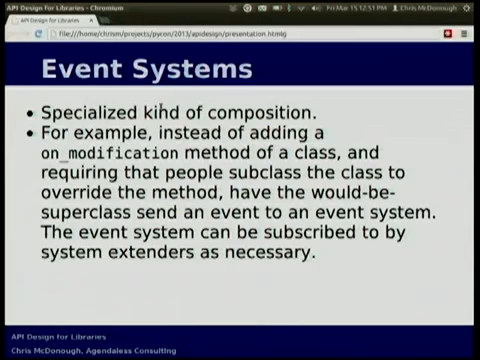 API Design for Libraries - Chromium
Fri Mar 15 12:51 PM
Chris McDonough
API Design for Libraries
file:///home/chrism/projects/pycon/2013/apidesign/presentation.html
Event Systems
• Specialized kind of composition.
• For example, instead of adding a
on_modification method of a class, and
requiring that people subclass the class to
override the method, have the would-be-
superclass send an event to an event system.
The event system can be subscribed to by
system extenders as necessary.
API Design for Libraries
Chris McDonough, Agendaless Consulting